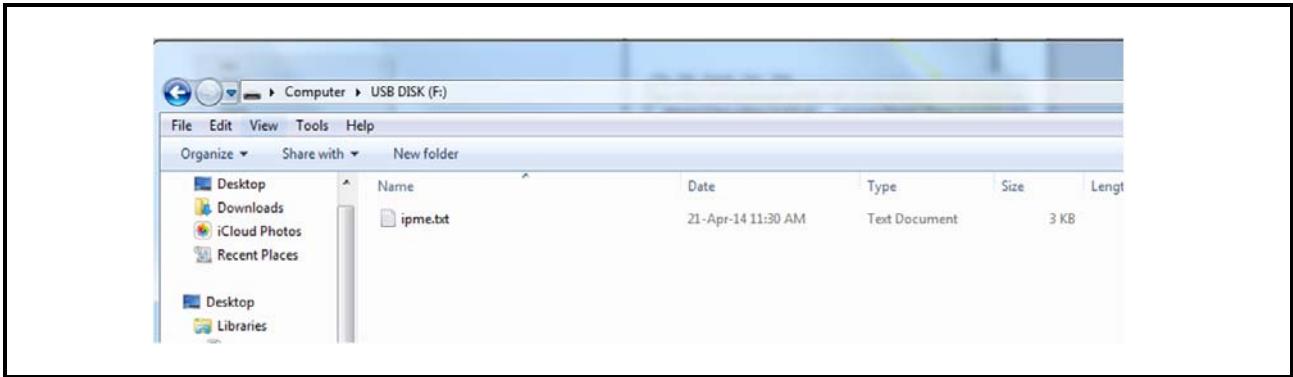 Computer USB DISK (F:)
File Edit View Tools Help
Organize Share with New folder
Desktop Name Date Type Size Lengt
Downloads
ipme.txt 21-Apr-14 11:30 AM Text Document 3 KB
iCloud Photos
Recent Places
Desktop
Libraries